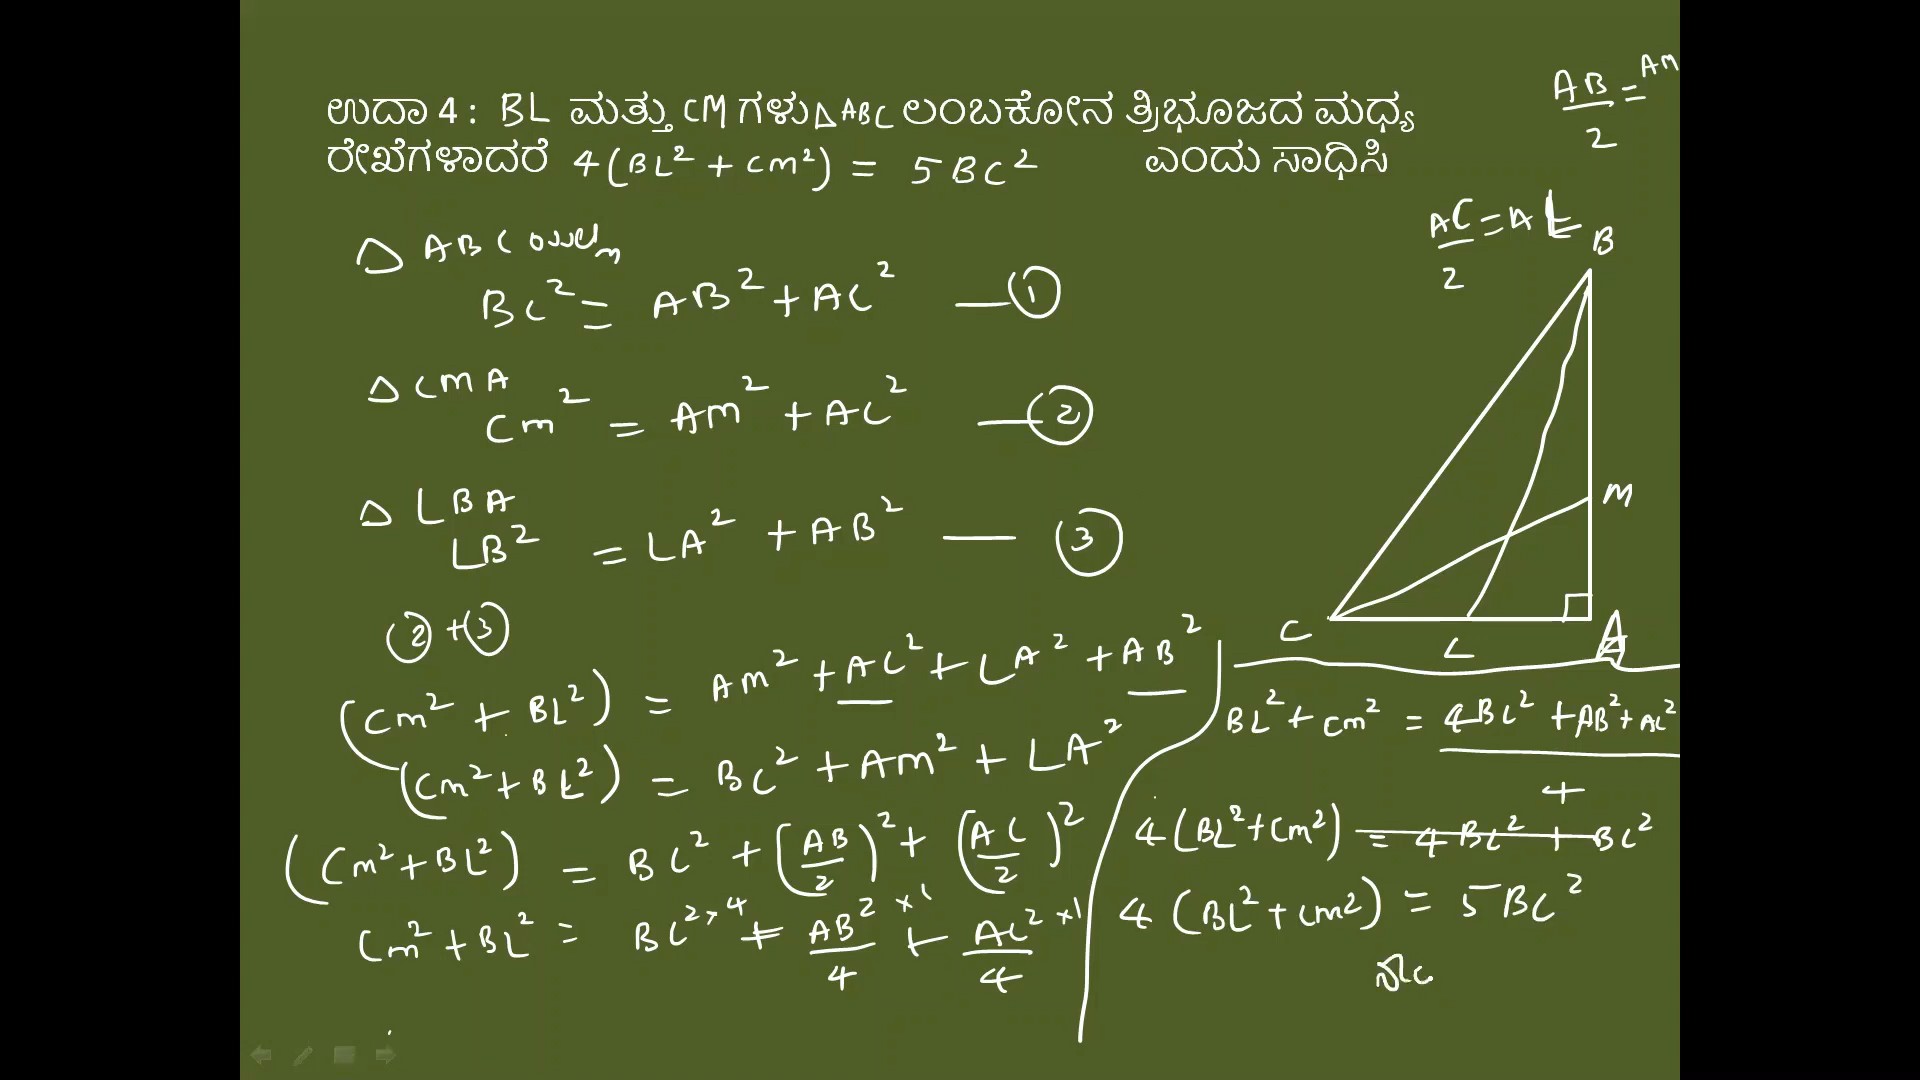 ಉದಾ 4 : BL ಮತ್ತು CM ಗಳು △ABC ಲಂಬಕೋನ ತ್ರಿಭೂಜದ ಮಧ್ಯ
ರೇಖೆಗಳಾದರೆ 4(BL² + CM²) = 5BC² ಎಂದು ಸಾಧಿಸಿ
AB/2 = AM
AC/2 = AL
△ ABC
BC² = AB² + AC² — ①
△ CMA
CM² = AM² + AC² — ②
△ LBA
LB² = LA² + AB² — ③
② + ③
(CM² + BL²) = AM² + AC² + LA² + AB²
(CM² + BL²) = BC² + AM² + LA²
(CM² + BL²) = BC² + (AB/2)² + (AC/2)²
CM² + BL² = BC²×4 + AB²×1/4 + AC²×1/4
B
M
C
L
A
BL² + CM² = 4BC² + AB² + AC²/4
4(BL² + CM²) = 4BC² + BC²
4(BL² + CM²) = 5BC²